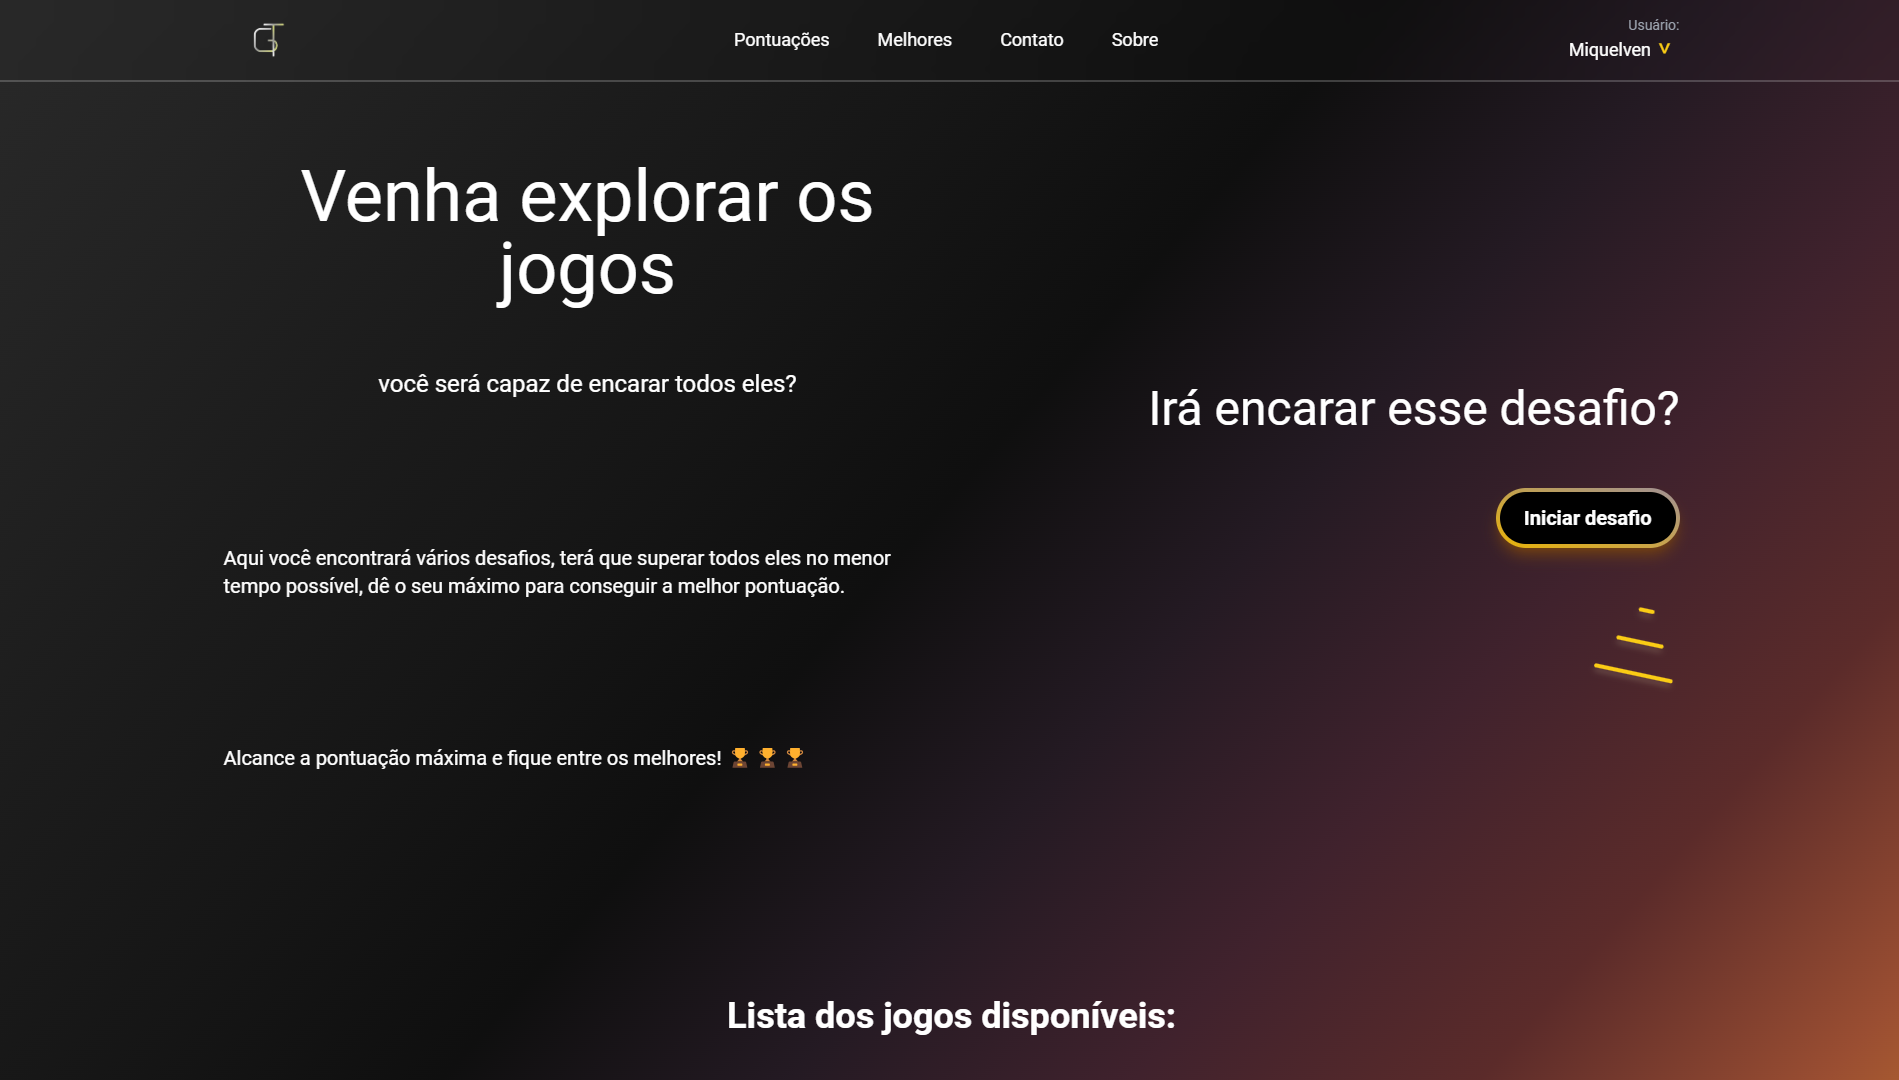 Pontuações
Melhores
Contato
Sobre
Usuário:
Miquelven
Venha explorar os
jogos
você será capaz de encarar todos eles?
Irá encarar esse desafio?
Iniciar desafio
Aqui você encontrará vários desafios, terá que superar todos eles no menor
tempo possível, dê o seu máximo para conseguir a melhor pontuação.
Alcance a pontuação máxima e fique entre os melhores! 🏆 🏆 🏆
Lista dos jogos disponíveis: